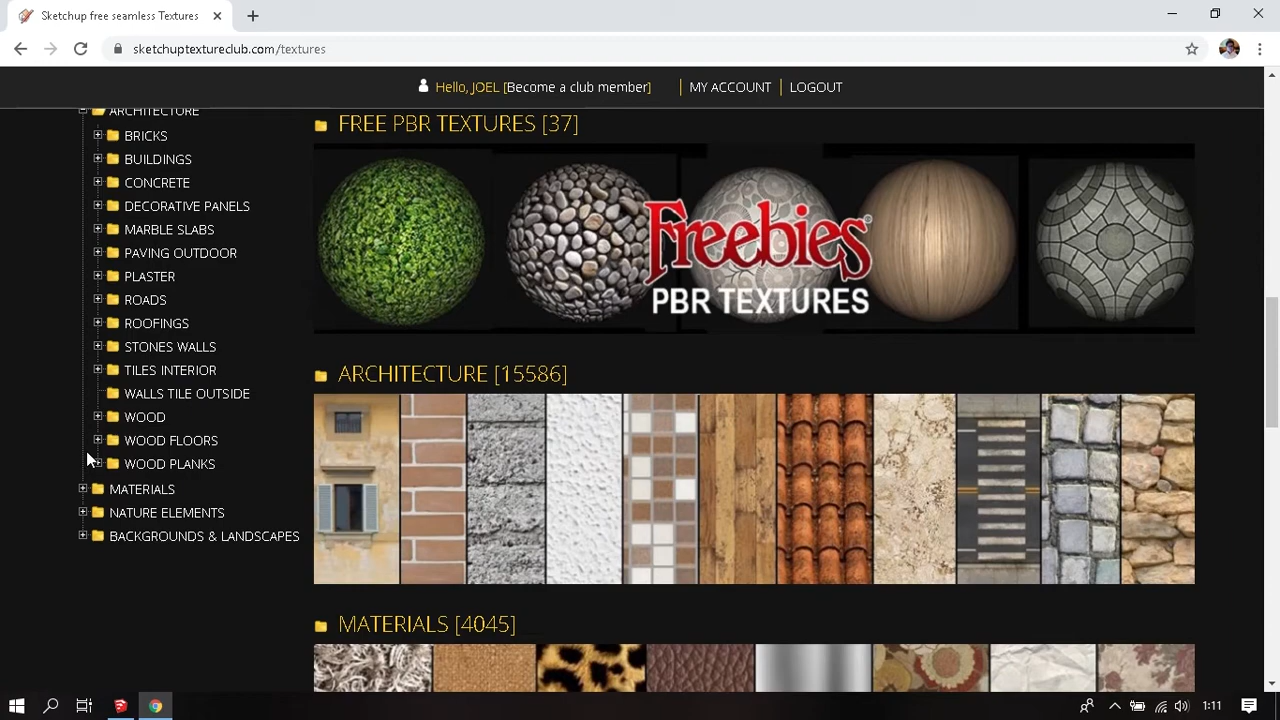 Sketchup free seamless Textures
sketchuptextureclub.com/textures
Hello, JOEL [Become a club member] MY ACCOUNT LOGOUT
ARCHITECTURE
BRICKS
BUILDINGS
CONCRETE
DECORATIVE PANELS
MARBLE SLABS
PAVING OUTDOOR
PLASTER
ROADS
ROOFINGS
STONES WALLS
TILES INTERIOR
WALLS TILE OUTSIDE
WOOD
WOOD FLOORS
WOOD PLANKS
MATERIALS
NATURE ELEMENTS
BACKGROUNDS & LANDSCAPES
FREE PBR TEXTURES [37]
Freebies®
PBR TEXTURES
ARCHITECTURE [15586]
MATERIALS [4045]
1:11